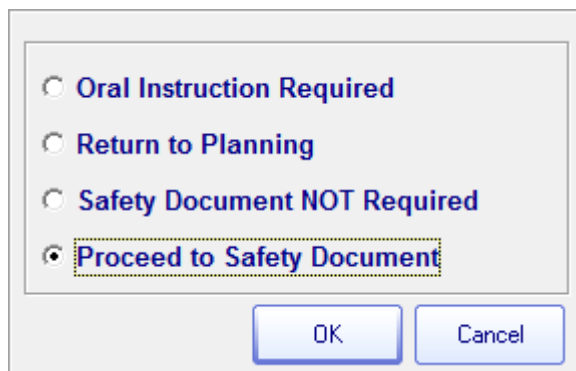 Oral Instruction Required
Return to Planning
Safety Document NOT Required
Proceed to Safety Document
OK
Cancel